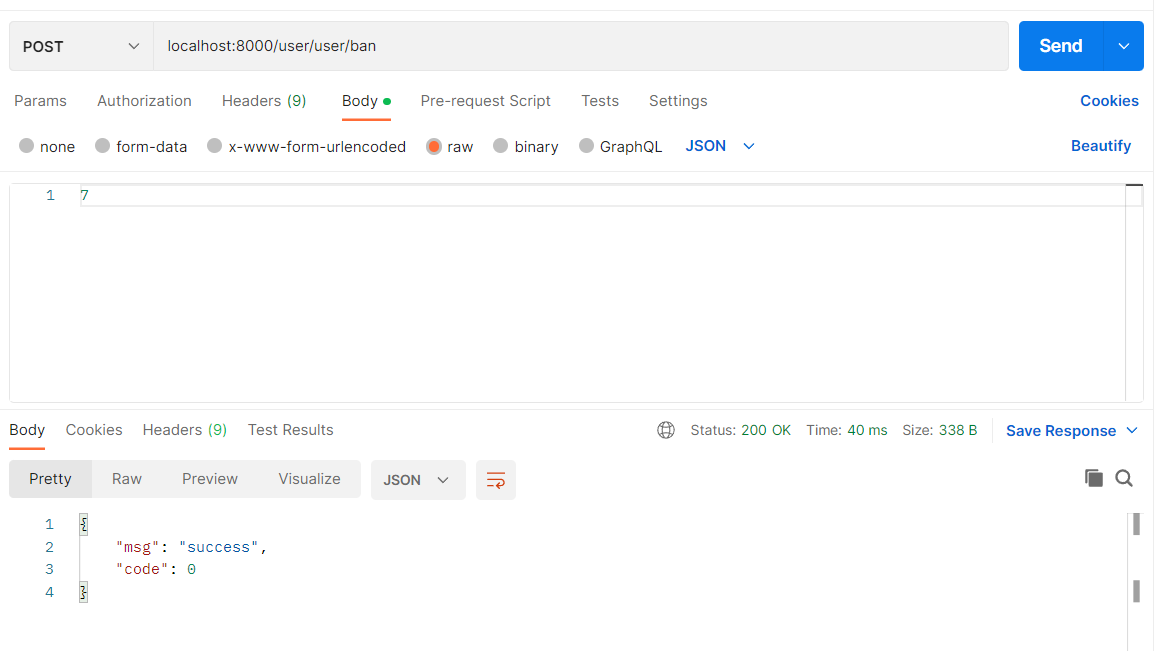 POST localhost:8000/user/user/ban Send
Params Authorization Headers (9) Body Pre-request Script Tests Settings Cookies
none form-data x-www-form-urlencoded raw binary GraphQL JSON Beautify
1 7
Body Cookies Headers (9) Test Results Status: 200 OK Time: 40 ms Size: 338 B Save Response
Pretty Raw Preview Visualize JSON
1 {
2 "msg": "success",
3 "code": 0
4 }